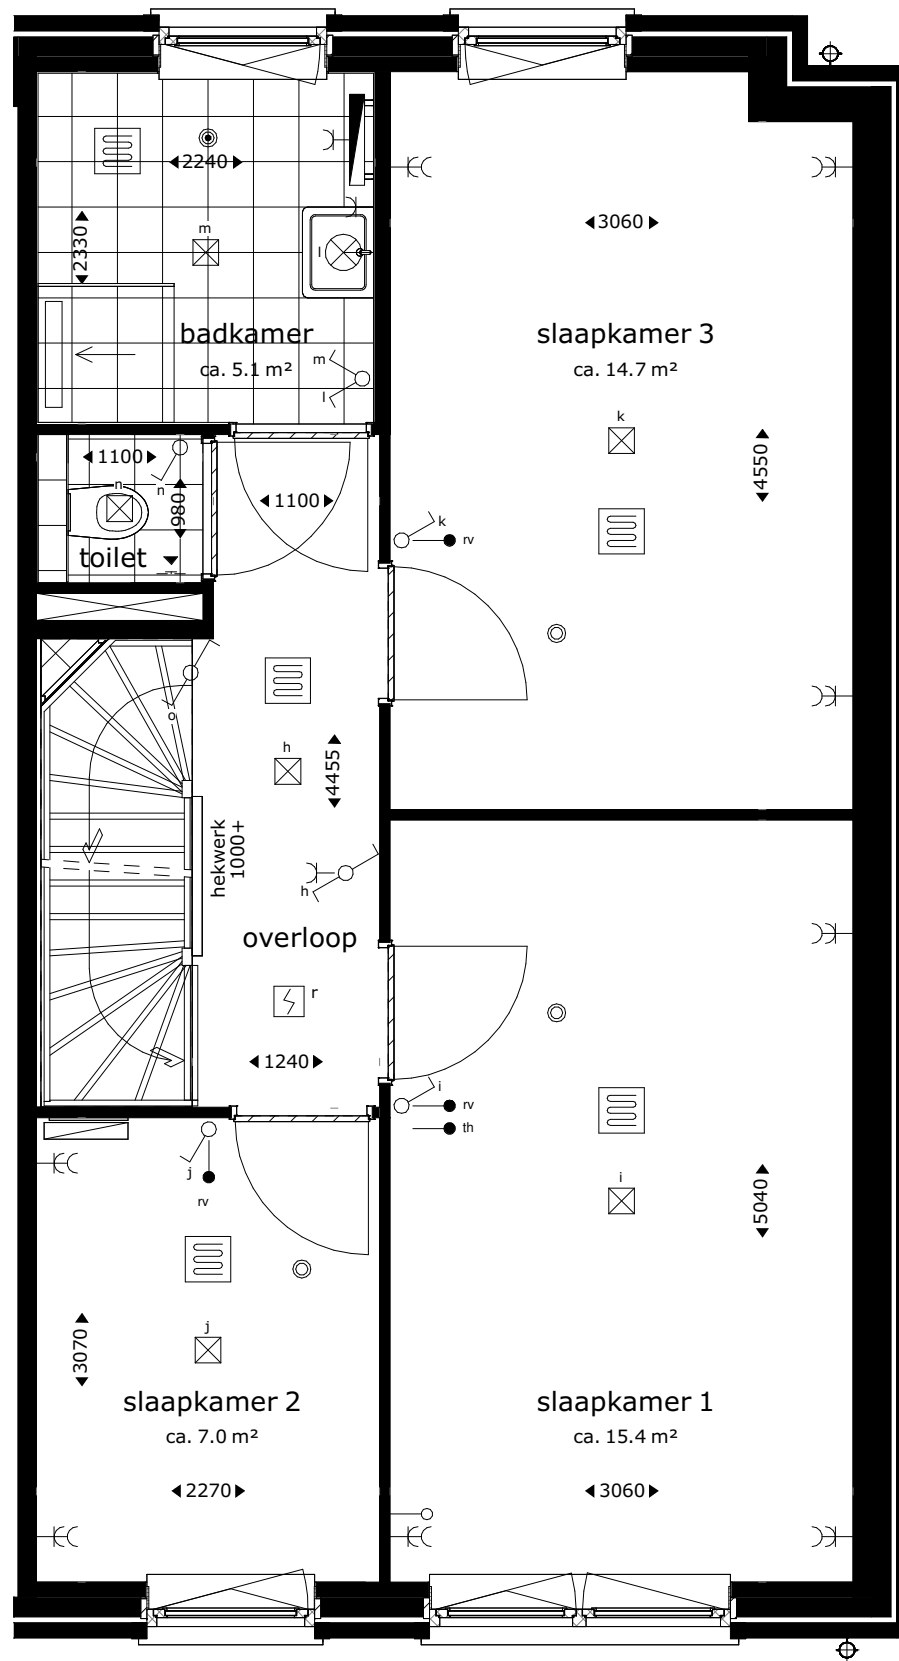 2240
2330
m
l
badkamer
ca. 5.1 m²
m
l
3060
slaapkamer 3
ca. 14.7 m²
k
4550
k
rv
1100
n
n
980
toilet
1100
o
h
4455
hekwerk
1000+
h
overloop
r
1240
i
rv
th
i
5040
j
rv
j
3070
slaapkamer 2
ca. 7.0 m²
2270
slaapkamer 1
ca. 15.4 m²
3060